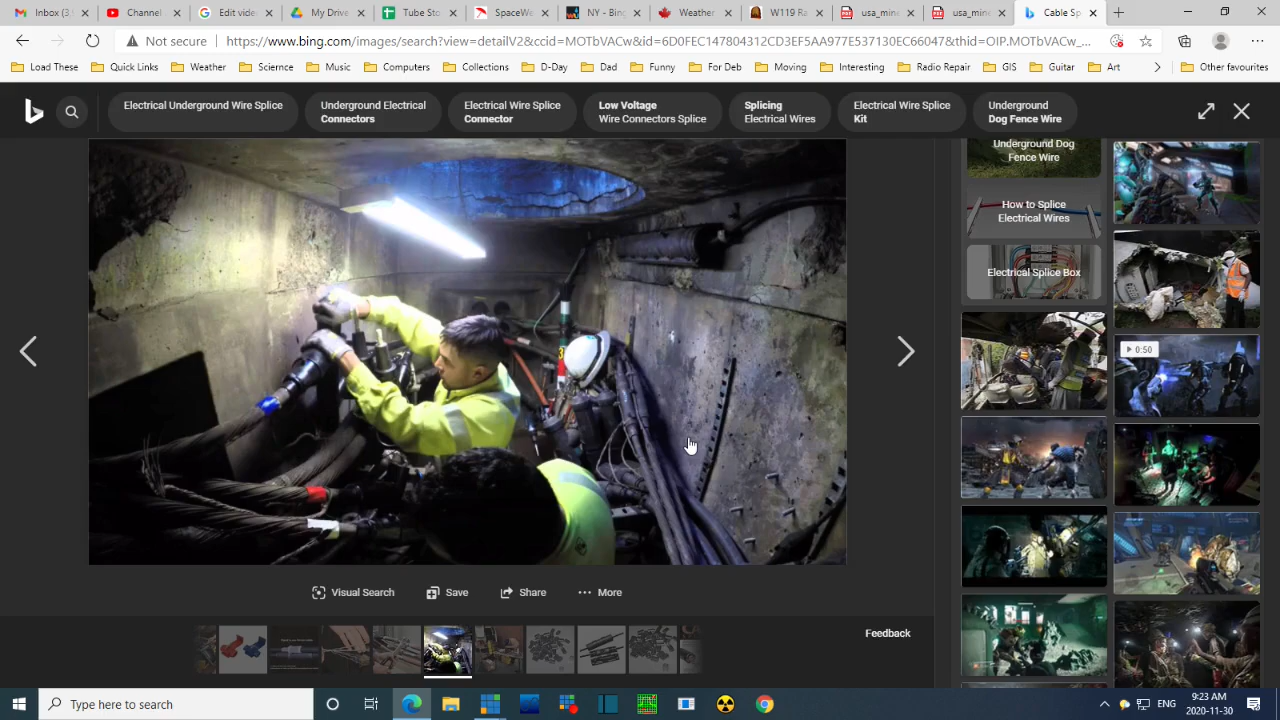 Inbox (3
Channel
Edit video
My Drive
Tube Sto
SpaceWe
NY - Bing
Weather
W119 Ra
usa_mine
usa_mine
Cable Sp
Not secure
https://www.bing.com/images/search?view=detailV2&ccid=MOTbVACw&id=6D0FEC147804312CD3EF5AA977E537130EC66047&thid=OIP.MOTbVACw_...
Load These
Quick Links
Weather
Science
Music
Computers
Collections
D-Day
Dad
Funny
For Deb
Moving
Interesting
Radio Repair
GIS
Guitar
Art
Other favourites
Electrical Underground Wire Splice
Underground Electrical
Connectors
Electrical Wire Splice
Connector
Low Voltage
Wire Connectors Splice
Splicing
Electrical Wires
Electrical Wire Splice
Kit
Underground
Dog Fence Wire
Underground Dog
Fence Wire
How to Splice
Electrical Wires
Electrical Splice Box
0:50
Visual Search
Save
Share
More
Feedback
Type here to search
ENG
9:23 AM
2020-11-30